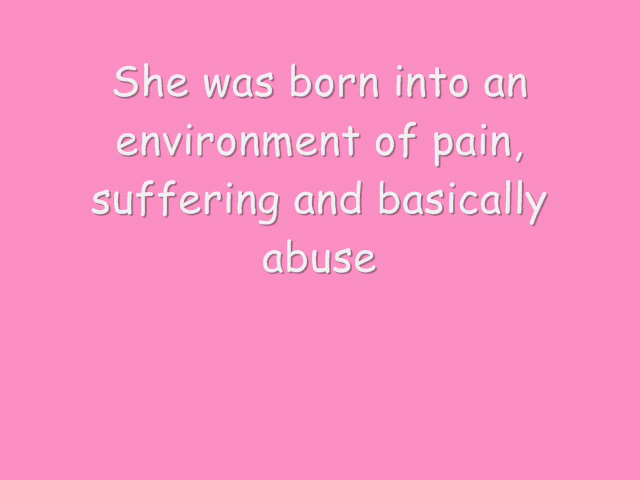 She was born into an
environment of pain,
suffering and basically
abuse